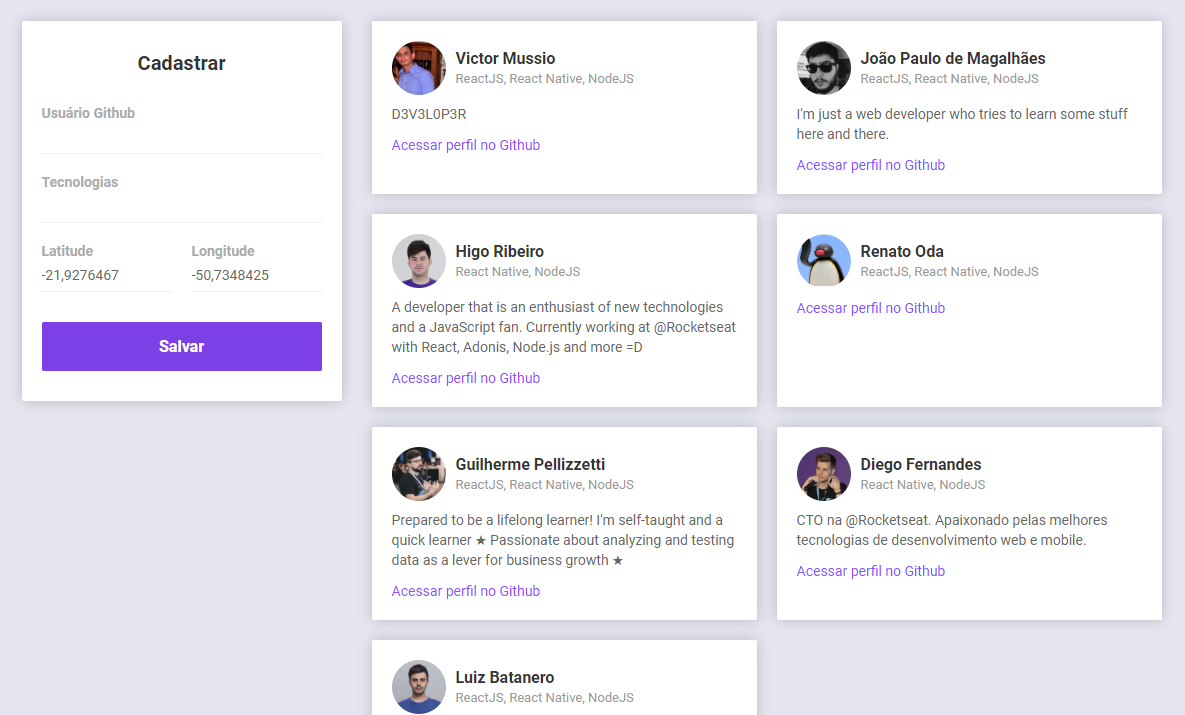 Cadastrar
Usuário Github
Tecnologias
Latitude
Longitude
-21,9276467
-50,7348425
Salvar
Victor Mussio
ReactJS, React Native, NodeJS
D3V3L0P3R
Acessar perfil no Github
João Paulo de Magalhães
ReactJS, React Native, NodeJS
I'm just a web developer who tries to learn some stuff
here and there.
Acessar perfil no Github
Higo Ribeiro
React Native, NodeJS
A developer that is an enthusiast of new technologies
and a JavaScript fan. Currently working at @Rocketseat
with React, Adonis, Node.js and more =D
Acessar perfil no Github
Renato Oda
ReactJS, React Native, NodeJS
Acessar perfil no Github
Guilherme Pellizzetti
ReactJS, React Native, NodeJS
Prepared to be a lifelong learner! I'm self-taught and a
quick learner ★ Passionate about analyzing and testing
data as a lever for business growth ★
Acessar perfil no Github
Diego Fernandes
React Native, NodeJS
CTO na @Rocketseat. Apaixonado pelas melhores
tecnologias de desenvolvimento web e mobile.
Acessar perfil no Github
Luiz Batanero
ReactJS, React Native, NodeJS